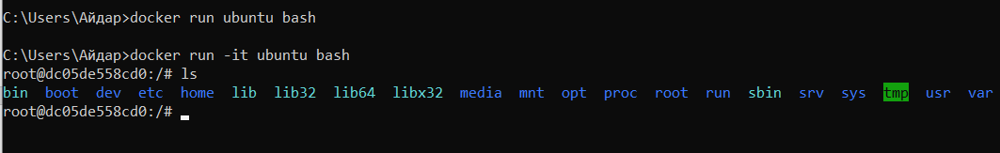 C:\Users\Айдар>docker run ubuntu bash
C:\Users\Айдар>docker run -it ubuntu bash
root@dc05de558cd0:/# ls
bin boot dev etc home lib lib32 lib64 libx32 media mnt opt proc root run sbin srv sys tmp usr var
root@dc05de558cd0:/#